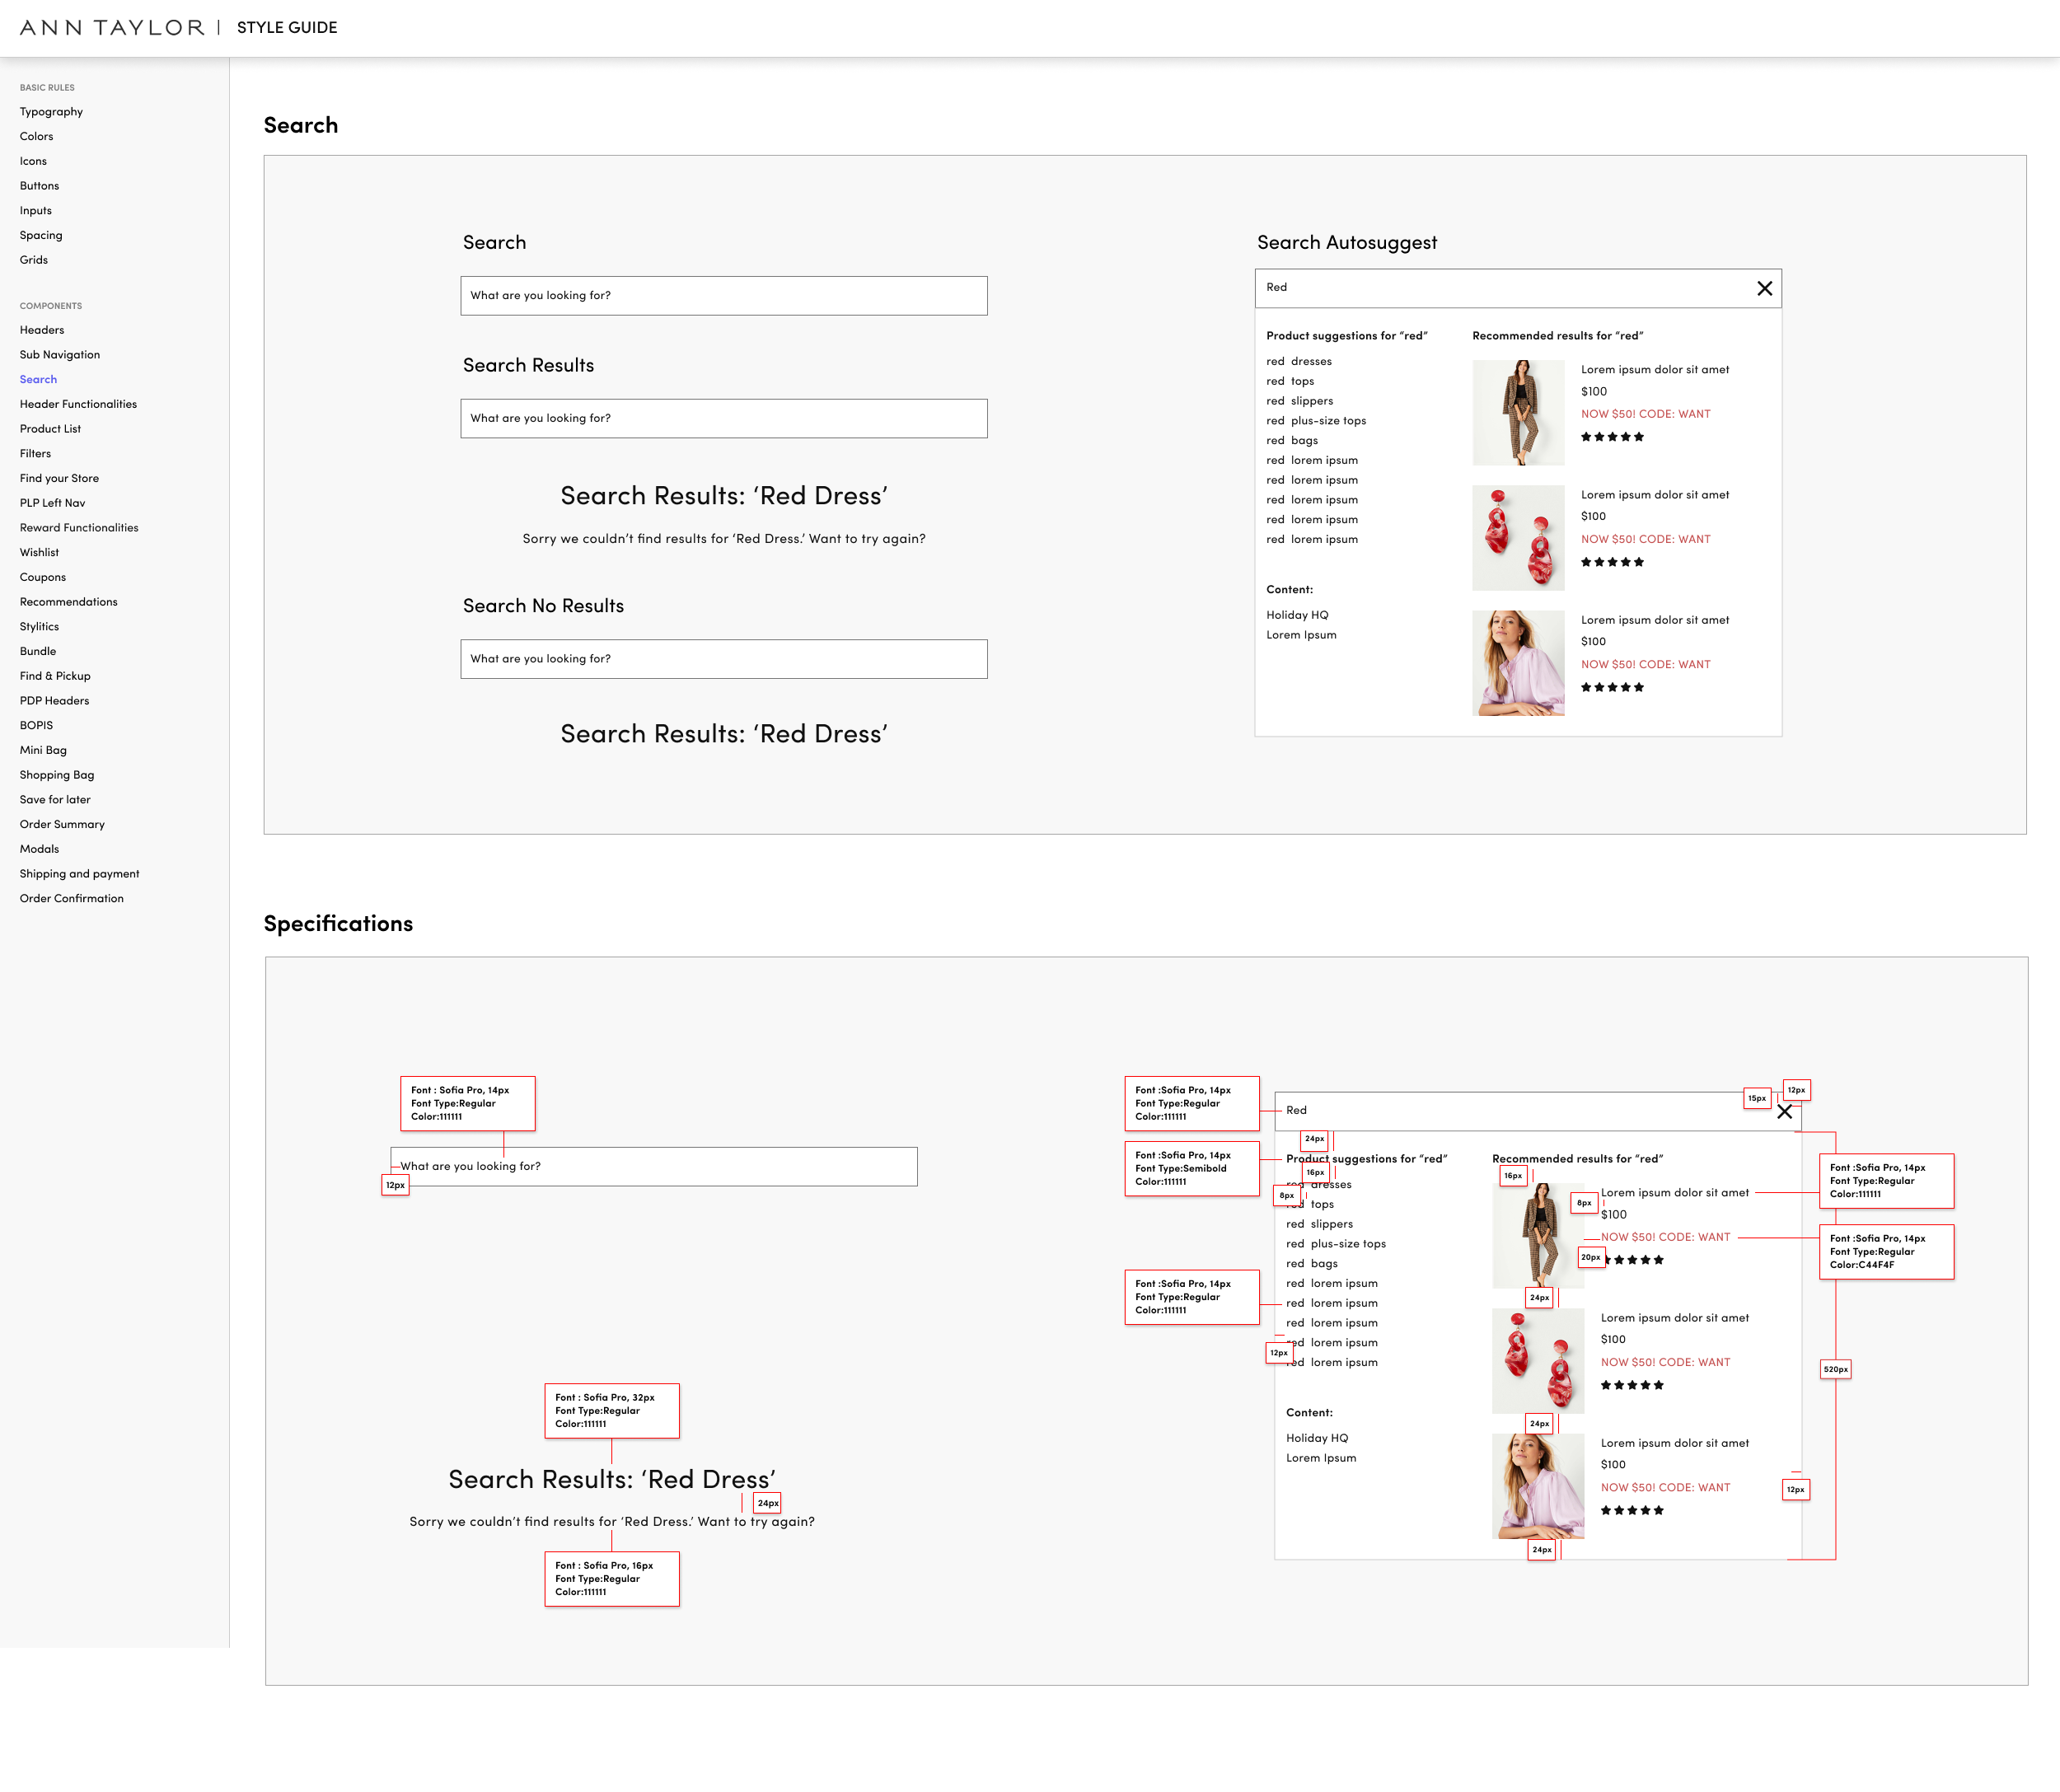 ANN TAYLOR | STYLE GUIDE
BASIC RULES
Typography
Colors
Icons
Buttons
Inputs
Spacing
Grids
COMPONENTS
Headers
Sub Navigation
Search
Header Functionalities
Product List
Filters
Find your Store
PLP Left Nav
Reward Functionalities
Wishlist
Coupons
Recommendations
Stylitics
Bundle
Find & Pickup
PDP Headers
BOPIS
Mini Bag
Shopping Bag
Save for later
Order Summary
Modals
Shipping and payment
Order Confirmation
Search
Search
What are you looking for?
Search Results
What are you looking for?
Search Results: ‘Red Dress’
Sorry we couldn’t find results for ‘Red Dress.’ Want to try again?
Search No Results
What are you looking for?
Search Results: ‘Red Dress’
Search Autosuggest
Red
Product suggestions for “red”
red dresses
red tops
red slippers
red plus-size tops
red bags
red lorem ipsum
red lorem ipsum
red lorem ipsum
red lorem ipsum
red lorem ipsum
Content:
Holiday HQ
Lorem Ipsum
Recommended results for “red”
Lorem ipsum dolor sit amet
$100
NOW $50! CODE: WANT
Lorem ipsum dolor sit amet
$100
NOW $50! CODE: WANT
Lorem ipsum dolor sit amet
$100
NOW $50! CODE: WANT
Specifications
Font : Sofia Pro, 14px
Font Type:Regular
Color:111111
What are you looking for?
12px
Font : Sofia Pro, 32px
Font Type:Regular
Color:111111
Search Results: ‘Red Dress’
24px
Sorry we couldn’t find results for ‘Red Dress.’ Want to try again?
Font : Sofia Pro, 16px
Font Type:Regular
Color:111111
Font :Sofia Pro, 14px
Font Type:Regular
Color:111111
Font :Sofia Pro, 14px
Font Type:Semibold
Color:111111
Font :Sofia Pro, 14px
Font Type:Regular
Color:111111
Red
15px
12px
24px
Product suggestions for “red”
16px
8px
red dresses
red tops
red slippers
red plus-size tops
red bags
red lorem ipsum
red lorem ipsum
red lorem ipsum
red lorem ipsum
12px
red lorem ipsum
Content:
Holiday HQ
Lorem Ipsum
Recommended results for “red”
16px
8px
Lorem ipsum dolor sit amet
$100
NOW $50! CODE: WANT
20px
24px
Lorem ipsum dolor sit amet
$100
NOW $50! CODE: WANT
24px
Lorem ipsum dolor sit amet
$100
NOW $50! CODE: WANT
12px
24px
Font :Sofia Pro, 14px
Font Type:Regular
Color:111111
Font :Sofia Pro, 14px
Font Type:Regular
Color:C44F4F
520px